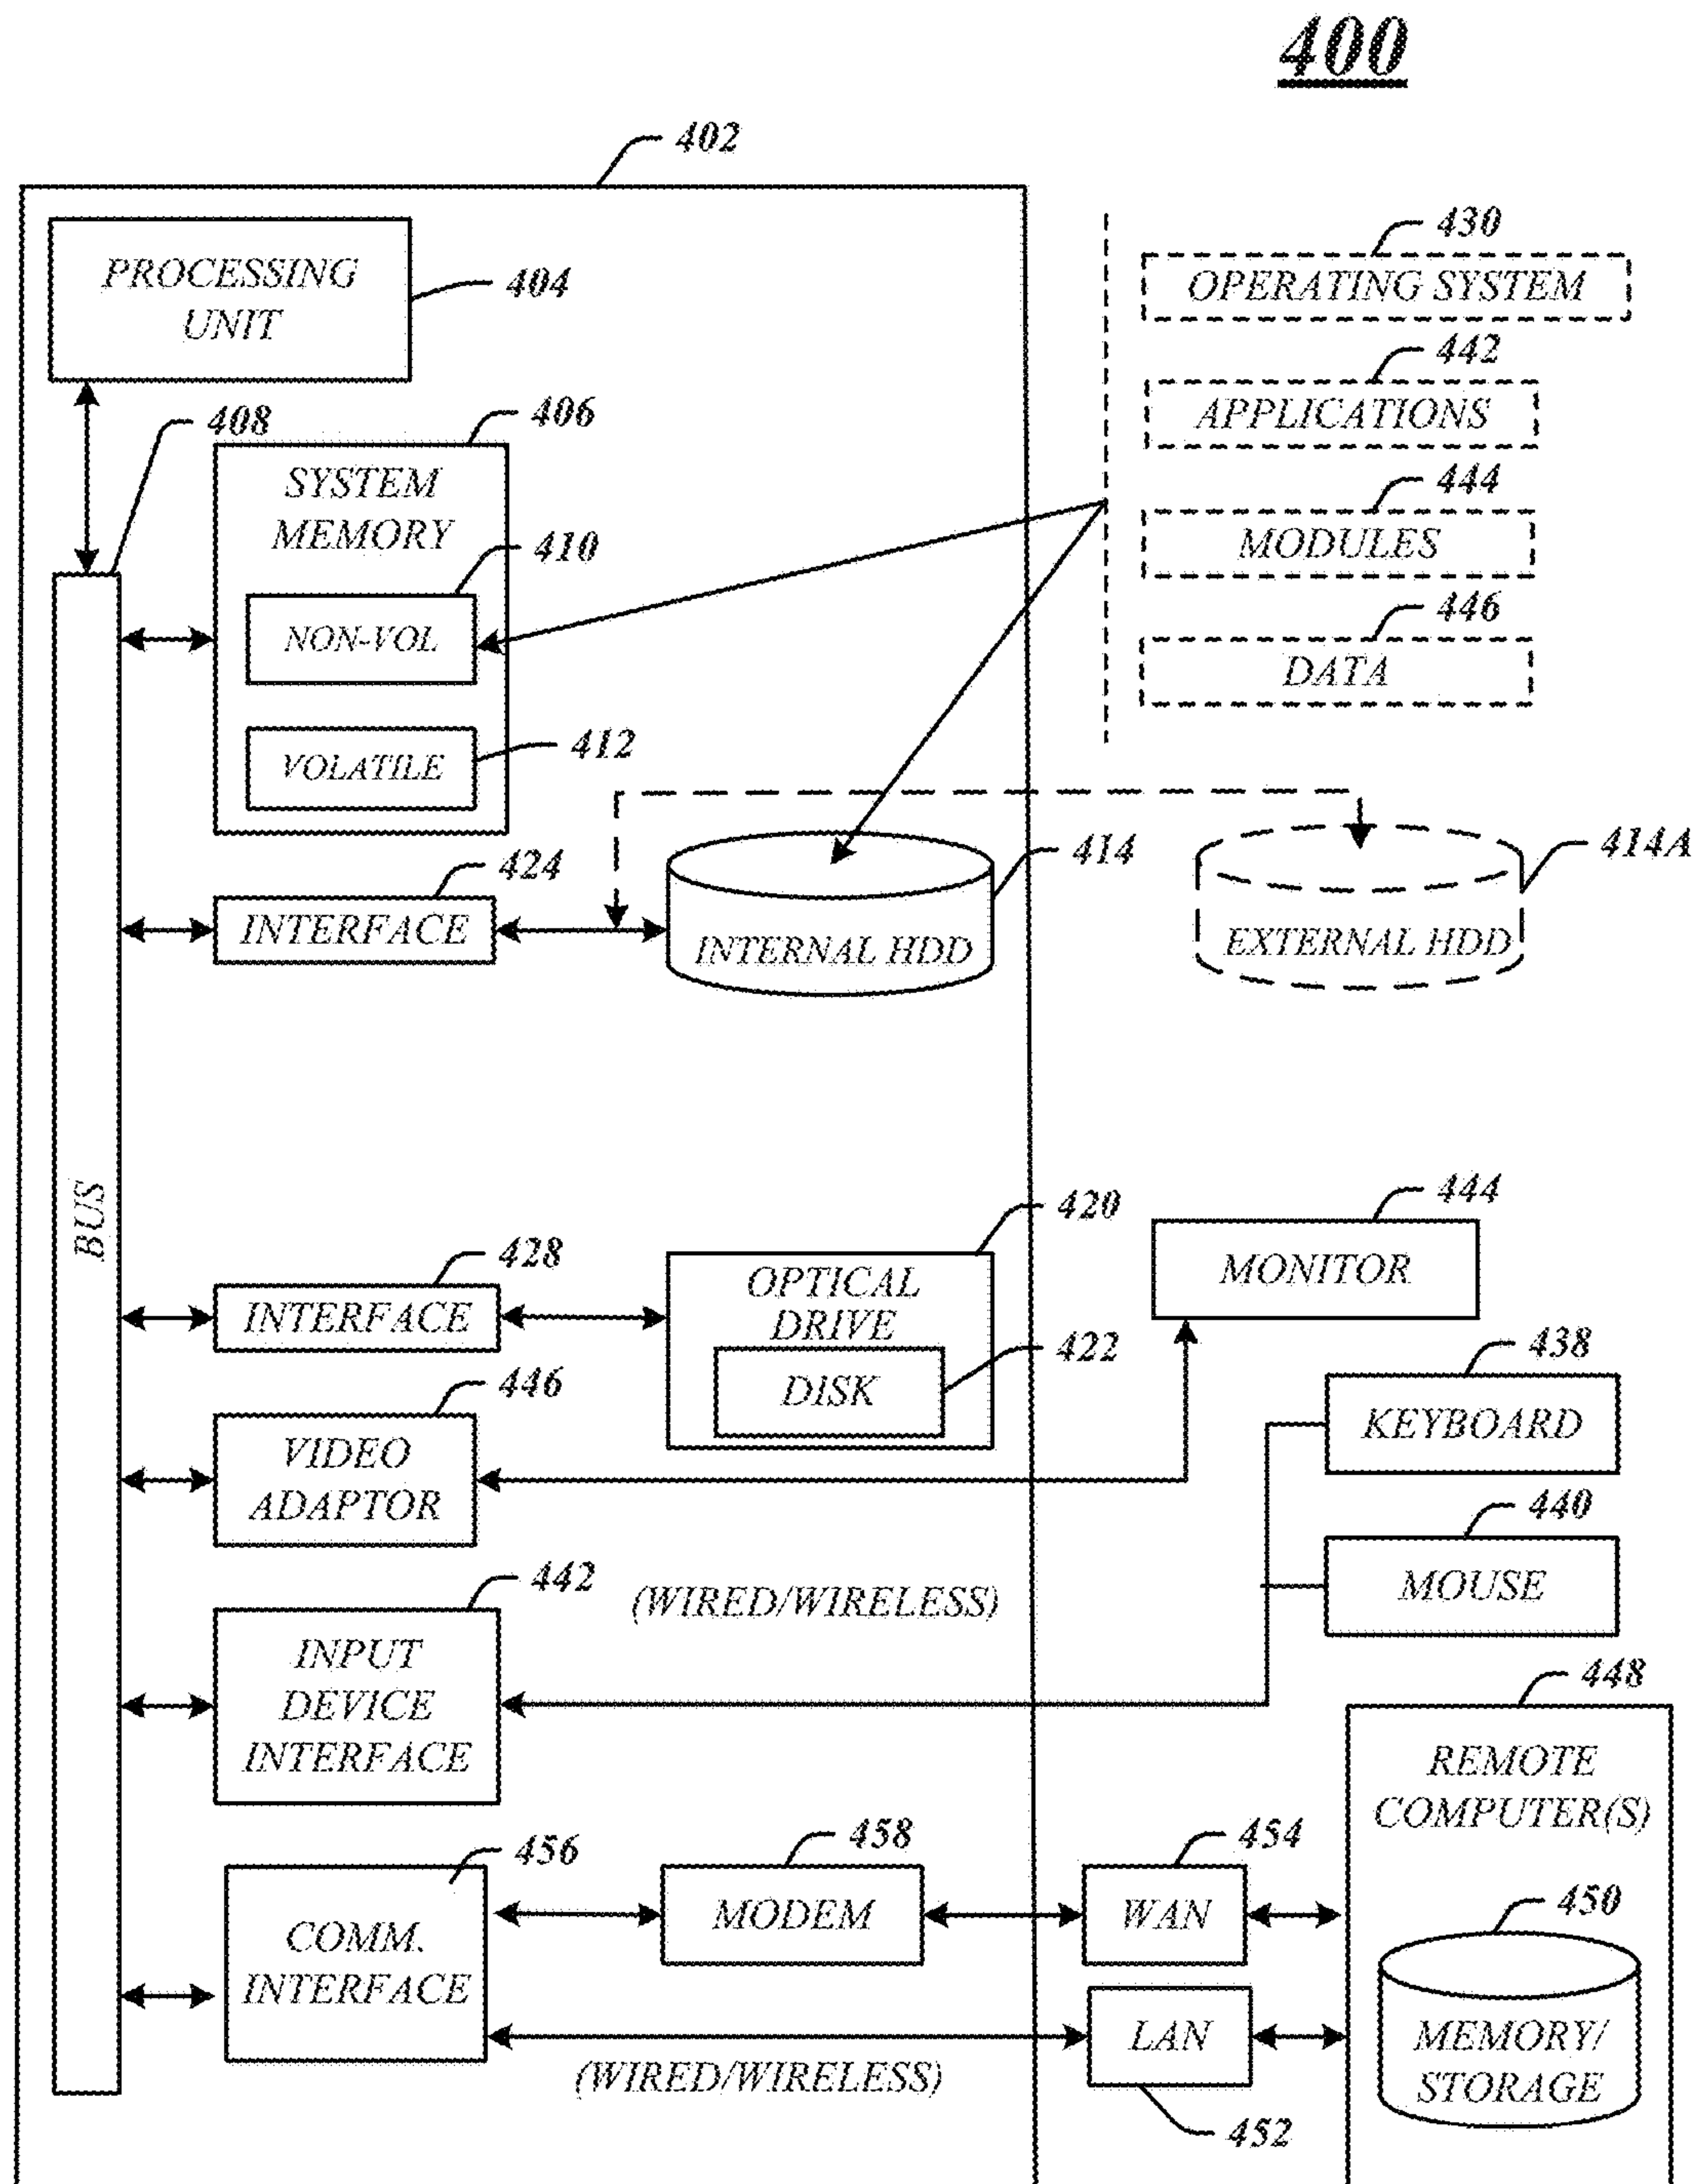 400
402
PROCESSING
UNIT
404
430
OPERATING SYSTEM
442
APPLICATIONS
444
MODULES
446
DATA
408
406
SYSTEM
MEMORY
410
NON-VOL
412
VOLATILE
424
INTERFACE
414
INTERNAL HDD
414A
EXTERNAL HDD
BUS
428
INTERFACE
420
OPTICAL
DRIVE
422
DISK
444
MONITOR
446
VIDEO
ADAPTOR
438
KEYBOARD
440
MOUSE
442
INPUT
DEVICE
INTERFACE
(WIRED/WIRELESS)
448
REMOTE
COMPUTER(S)
450
MEMORY/
STORAGE
456
COMM.
INTERFACE
458
MODEM
454
WAN
LAN
452
(WIRED/WIRELESS)